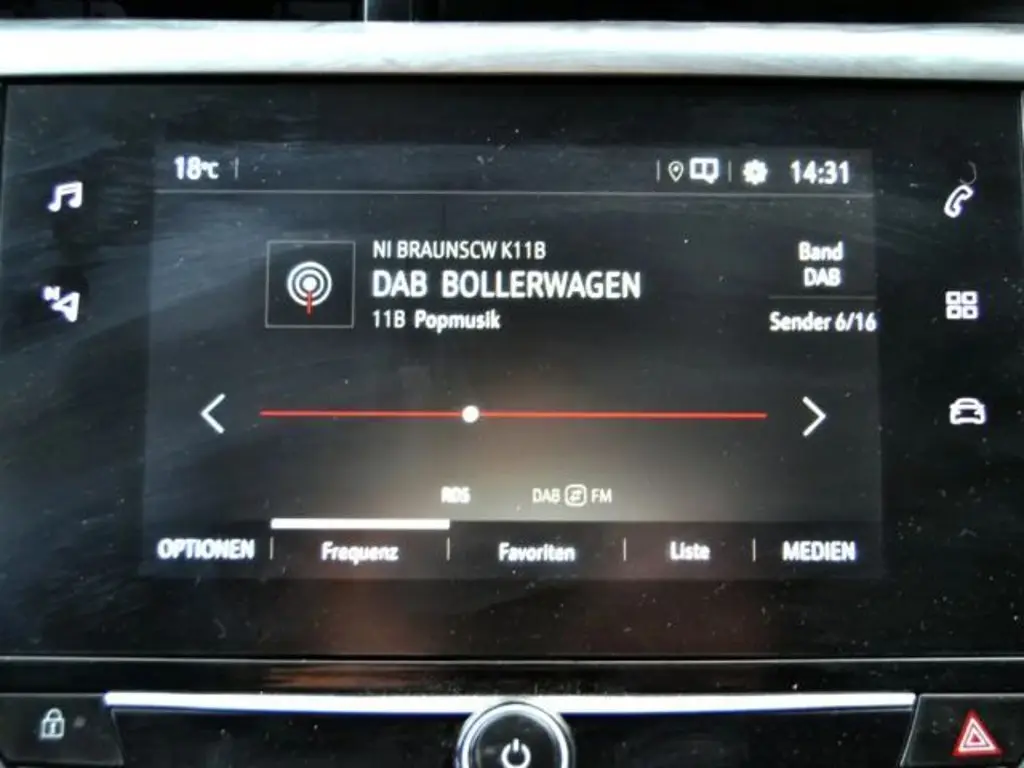 18°C
14:31
N
NI BRAUNSCW K11B
DAB BOLLERWAGEN
11B Popmusik
Band
DAB
Sender 6/16
RDS
DAB FM
OPTIONEN
Frequenz
Favoriten
Liste
MEDIEN